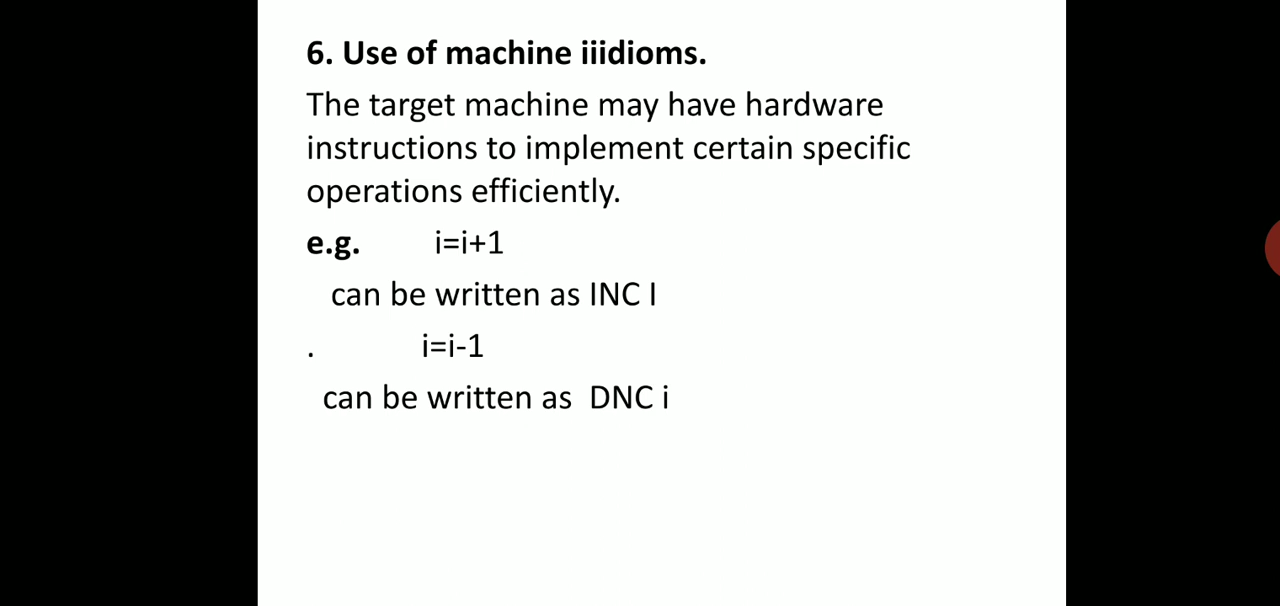 6. Use of machine iiidioms.
The target machine may have hardware
instructions to implement certain specific
operations efficiently.
e.g. i=i+1
can be written as INC I
. i=i-1
can be written as DNC i